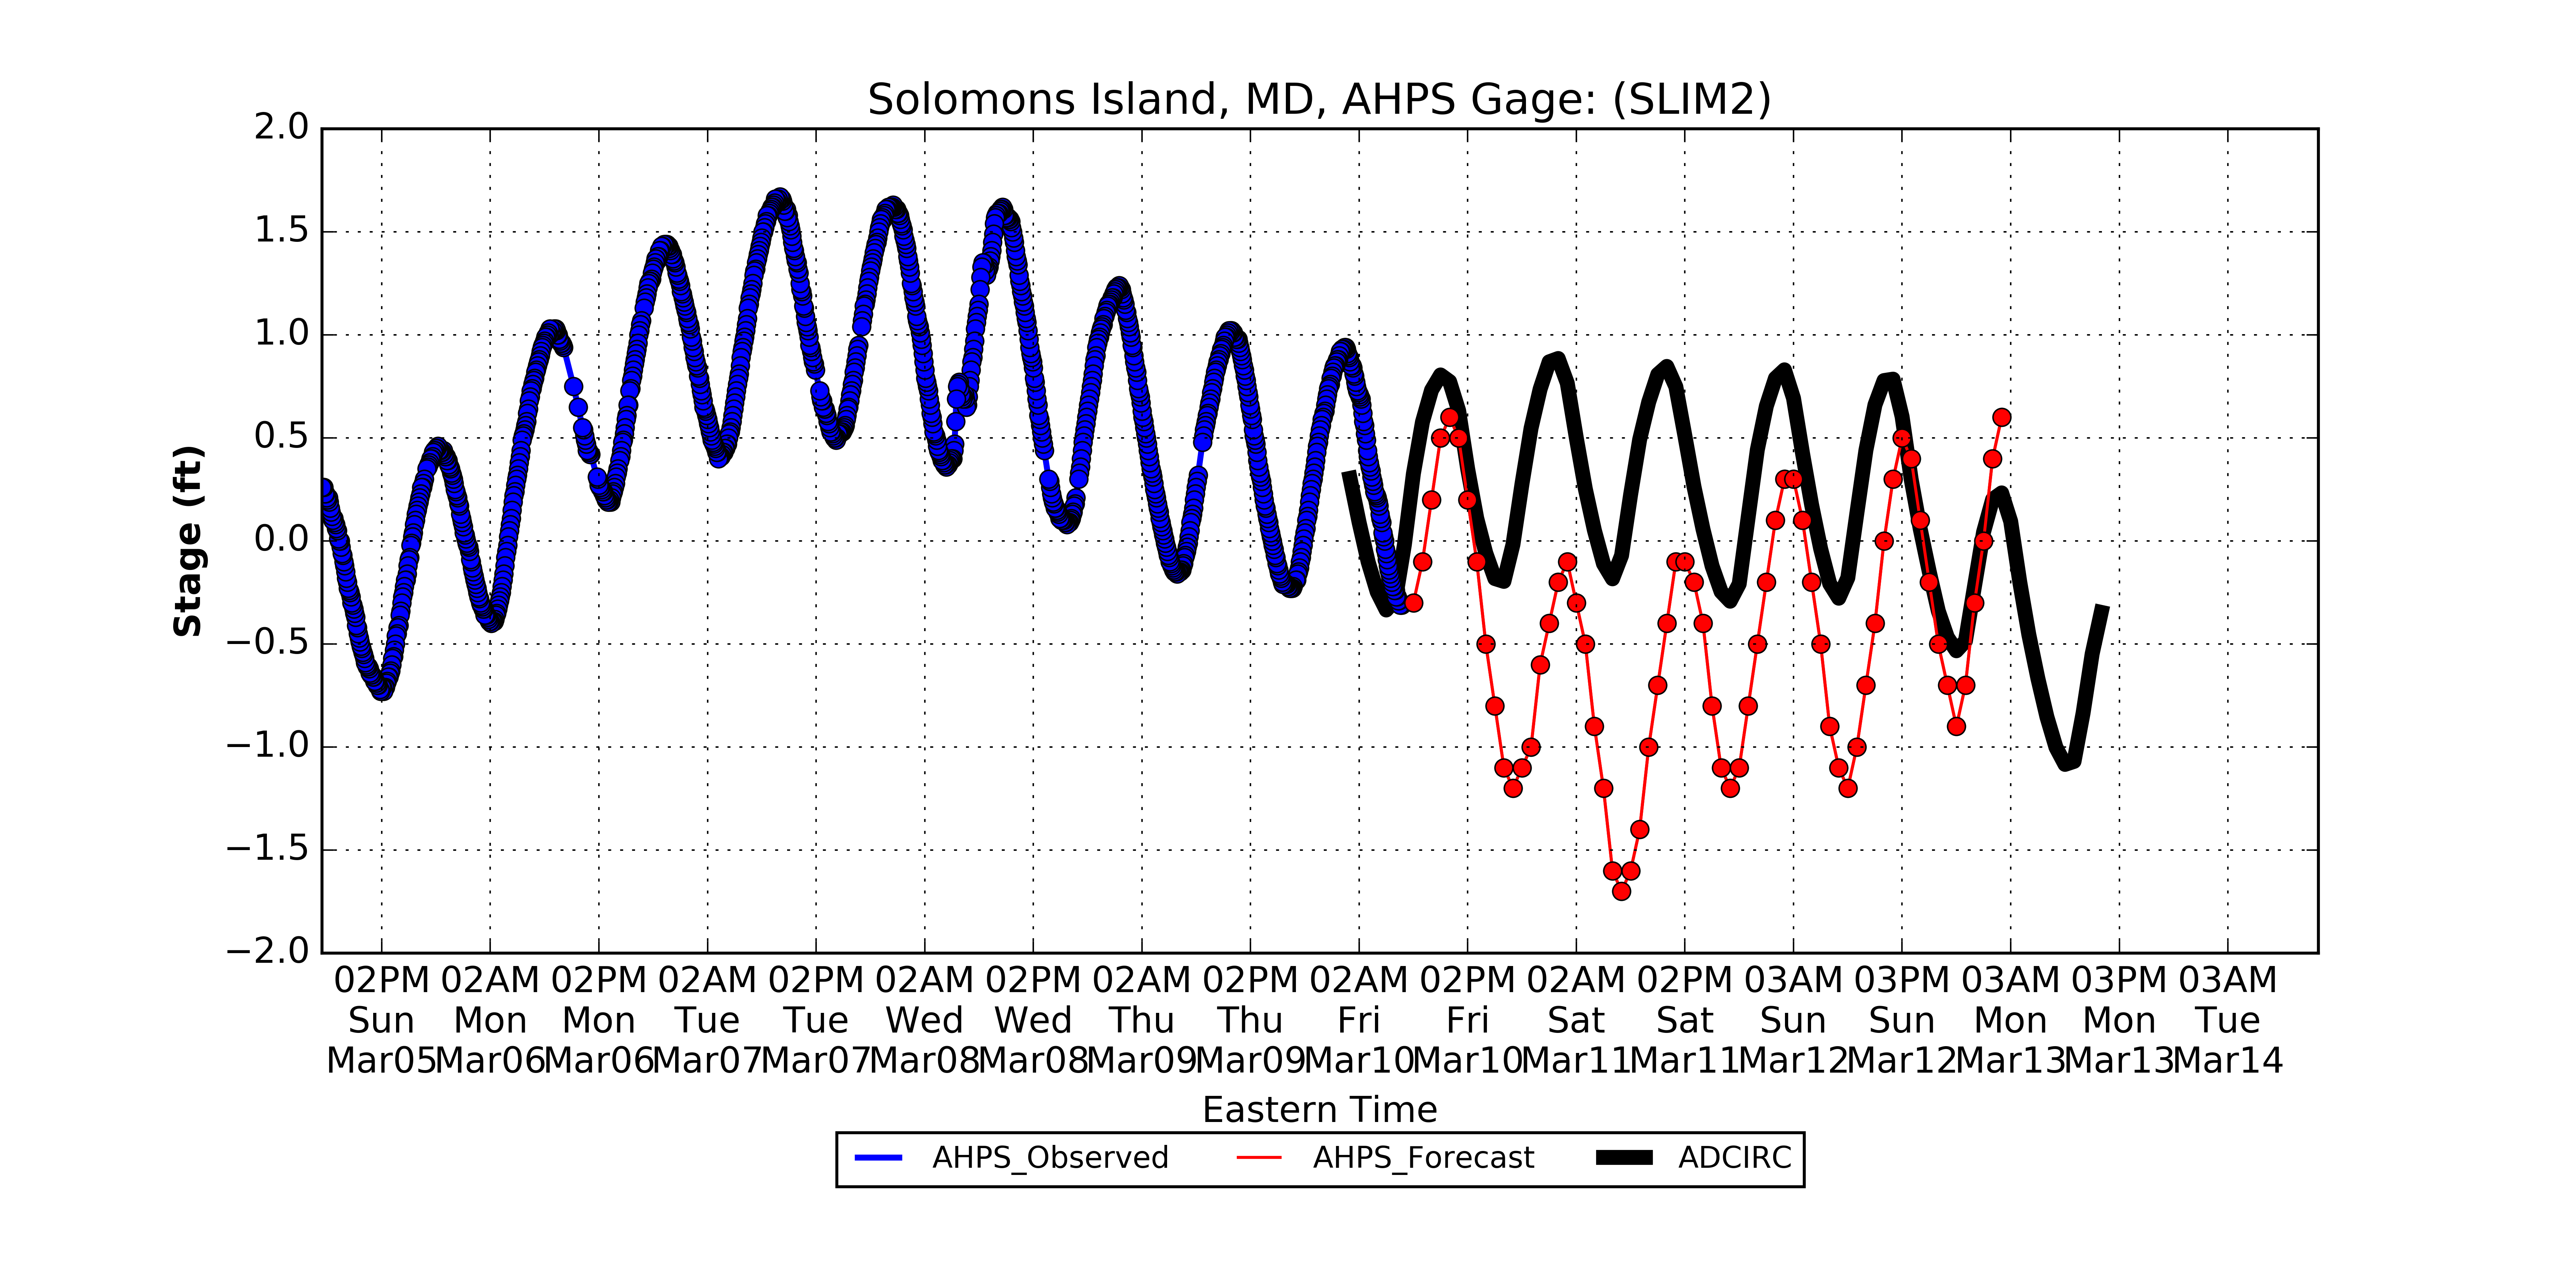 Solomons Island, MD, AHPS Gage: (SLIM2)
2.0
1.5
1.0
0.5
0.0
−0.5
−1.0
−1.5
−2.0
Stage (ft)
02PM 02AM 02PM 02AM 02PM 02AM 02PM 02AM 02PM 02AM 02PM 02AM 02PM 03AM 03PM 03AM 03PM 03AM
Sun Mon Mon Tue Tue Wed Wed Thu Thu Fri Fri Sat Sat Sun Sun Mon Mon Tue
Mar05 Mar06 Mar06 Mar07 Mar07 Mar08 Mar08 Mar09 Mar09 Mar10 Mar10 Mar11 Mar11 Mar12 Mar12 Mar13 Mar13 Mar14
Eastern Time
AHPS_Observed AHPS_Forecast ADCIRC